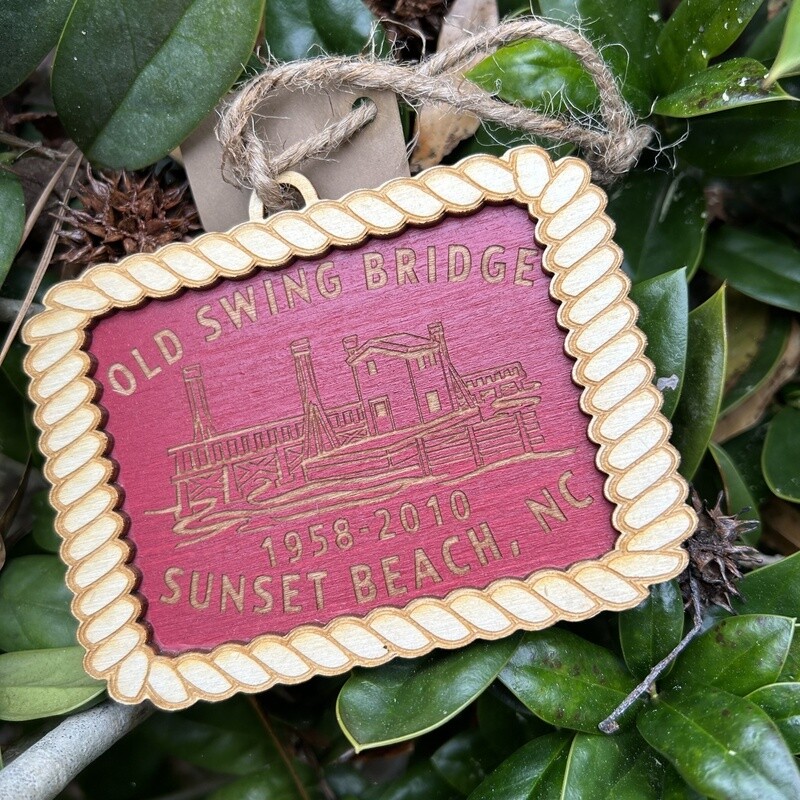 OLD SWING BRIDGE
1958-2010
SUNSET BEACH, NC